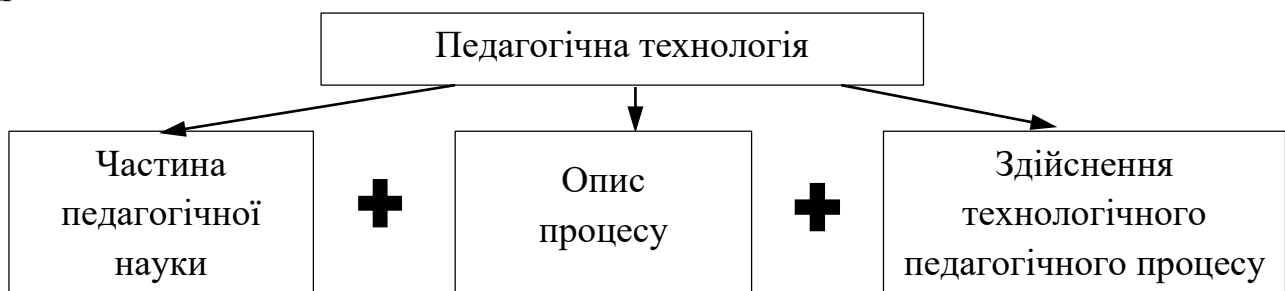 Педагогічна технологія
Частина
педагогічної
науки
Опис
процесу
Здійснення
технологічного
педагогічного процесу